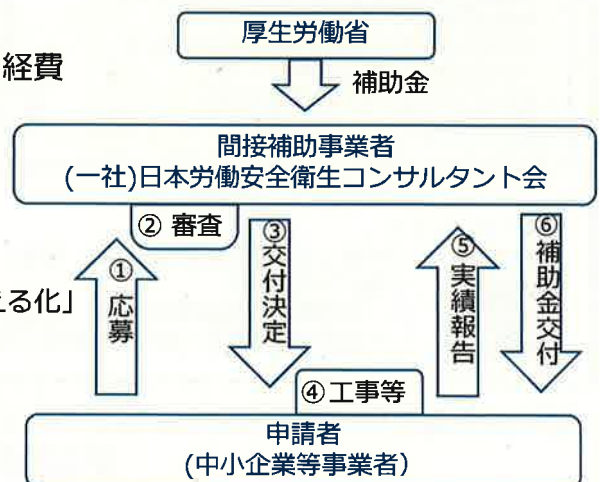 厚生労働省
経費
補助金
間接補助事業者
(一社)日本労働安全衛生コンサルタント会
② 審査
①応募
③交付決定
⑤実績報告
⑥補助金交付
える化」
④工事等
申請者
(中小企業等事業者)